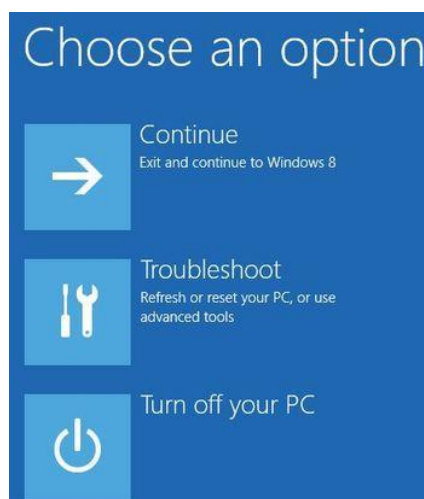 Choose an option
Continue
Exit and continue to Windows 8
Troubleshoot
Refresh or reset your PC, or use
advanced tools
Turn off your PC